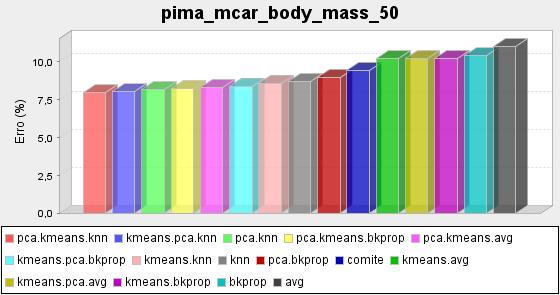 pima_mcar_body_mass_50
Erro (%)
10,0
7,5
5,0
2,5
0,0
pca.kmeans.knn kmeans.pca.knn pca.knn pca.kmeans.bkprop pca.kmeans.avg
kmeans.pca.bkprop kmeans.knn knn pca.bkprop comite kmeans.avg
kmeans.pca.avg kmeans.bkprop bkprop avg